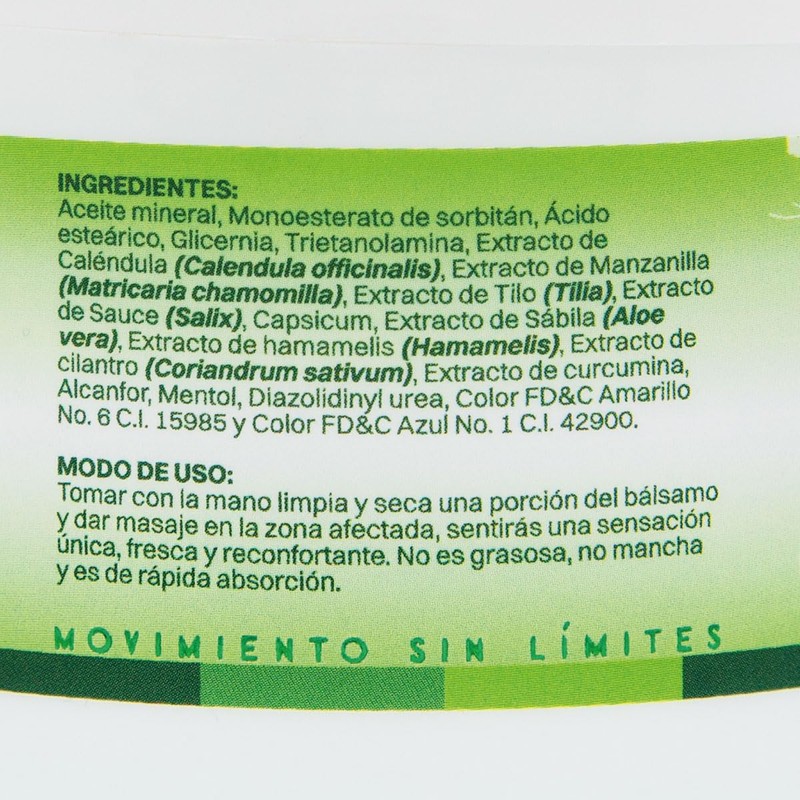 INGREDIENTES:
Aceite mineral, Monoesterato de sorbitán, Ácido
esteárico, Glicernia, Trietanolamina, Extracto de
Caléndula (Calendula officinalis), Extracto de Manzanilla
(Matricaria chamomilla), Extracto de Tilo (Tilia), Extracto
de Sauce (Salix), Capsicum, Extracto de Sábila (Aloe
vera), Extracto de hamamelis (Hamamelis), Extracto de
cilantro (Coriandrum sativum), Extracto de curcumina,
Alcanfor, Mentol, Diazolidinyl urea, Color FD&C Amarillo
No. 6 C.I. 15985 y Color FD&C Azul No. 1 C.I. 42900.
MODO DE USO:
Tomar con la mano limpia y seca una porción del bálsamo
y dar masaje en la zona afectada, sentirás una sensación
única, fresca y reconfortante. No es grasosa, no mancha
y es de rápida absorción.
MOVIMIENTO SIN LÍMITES